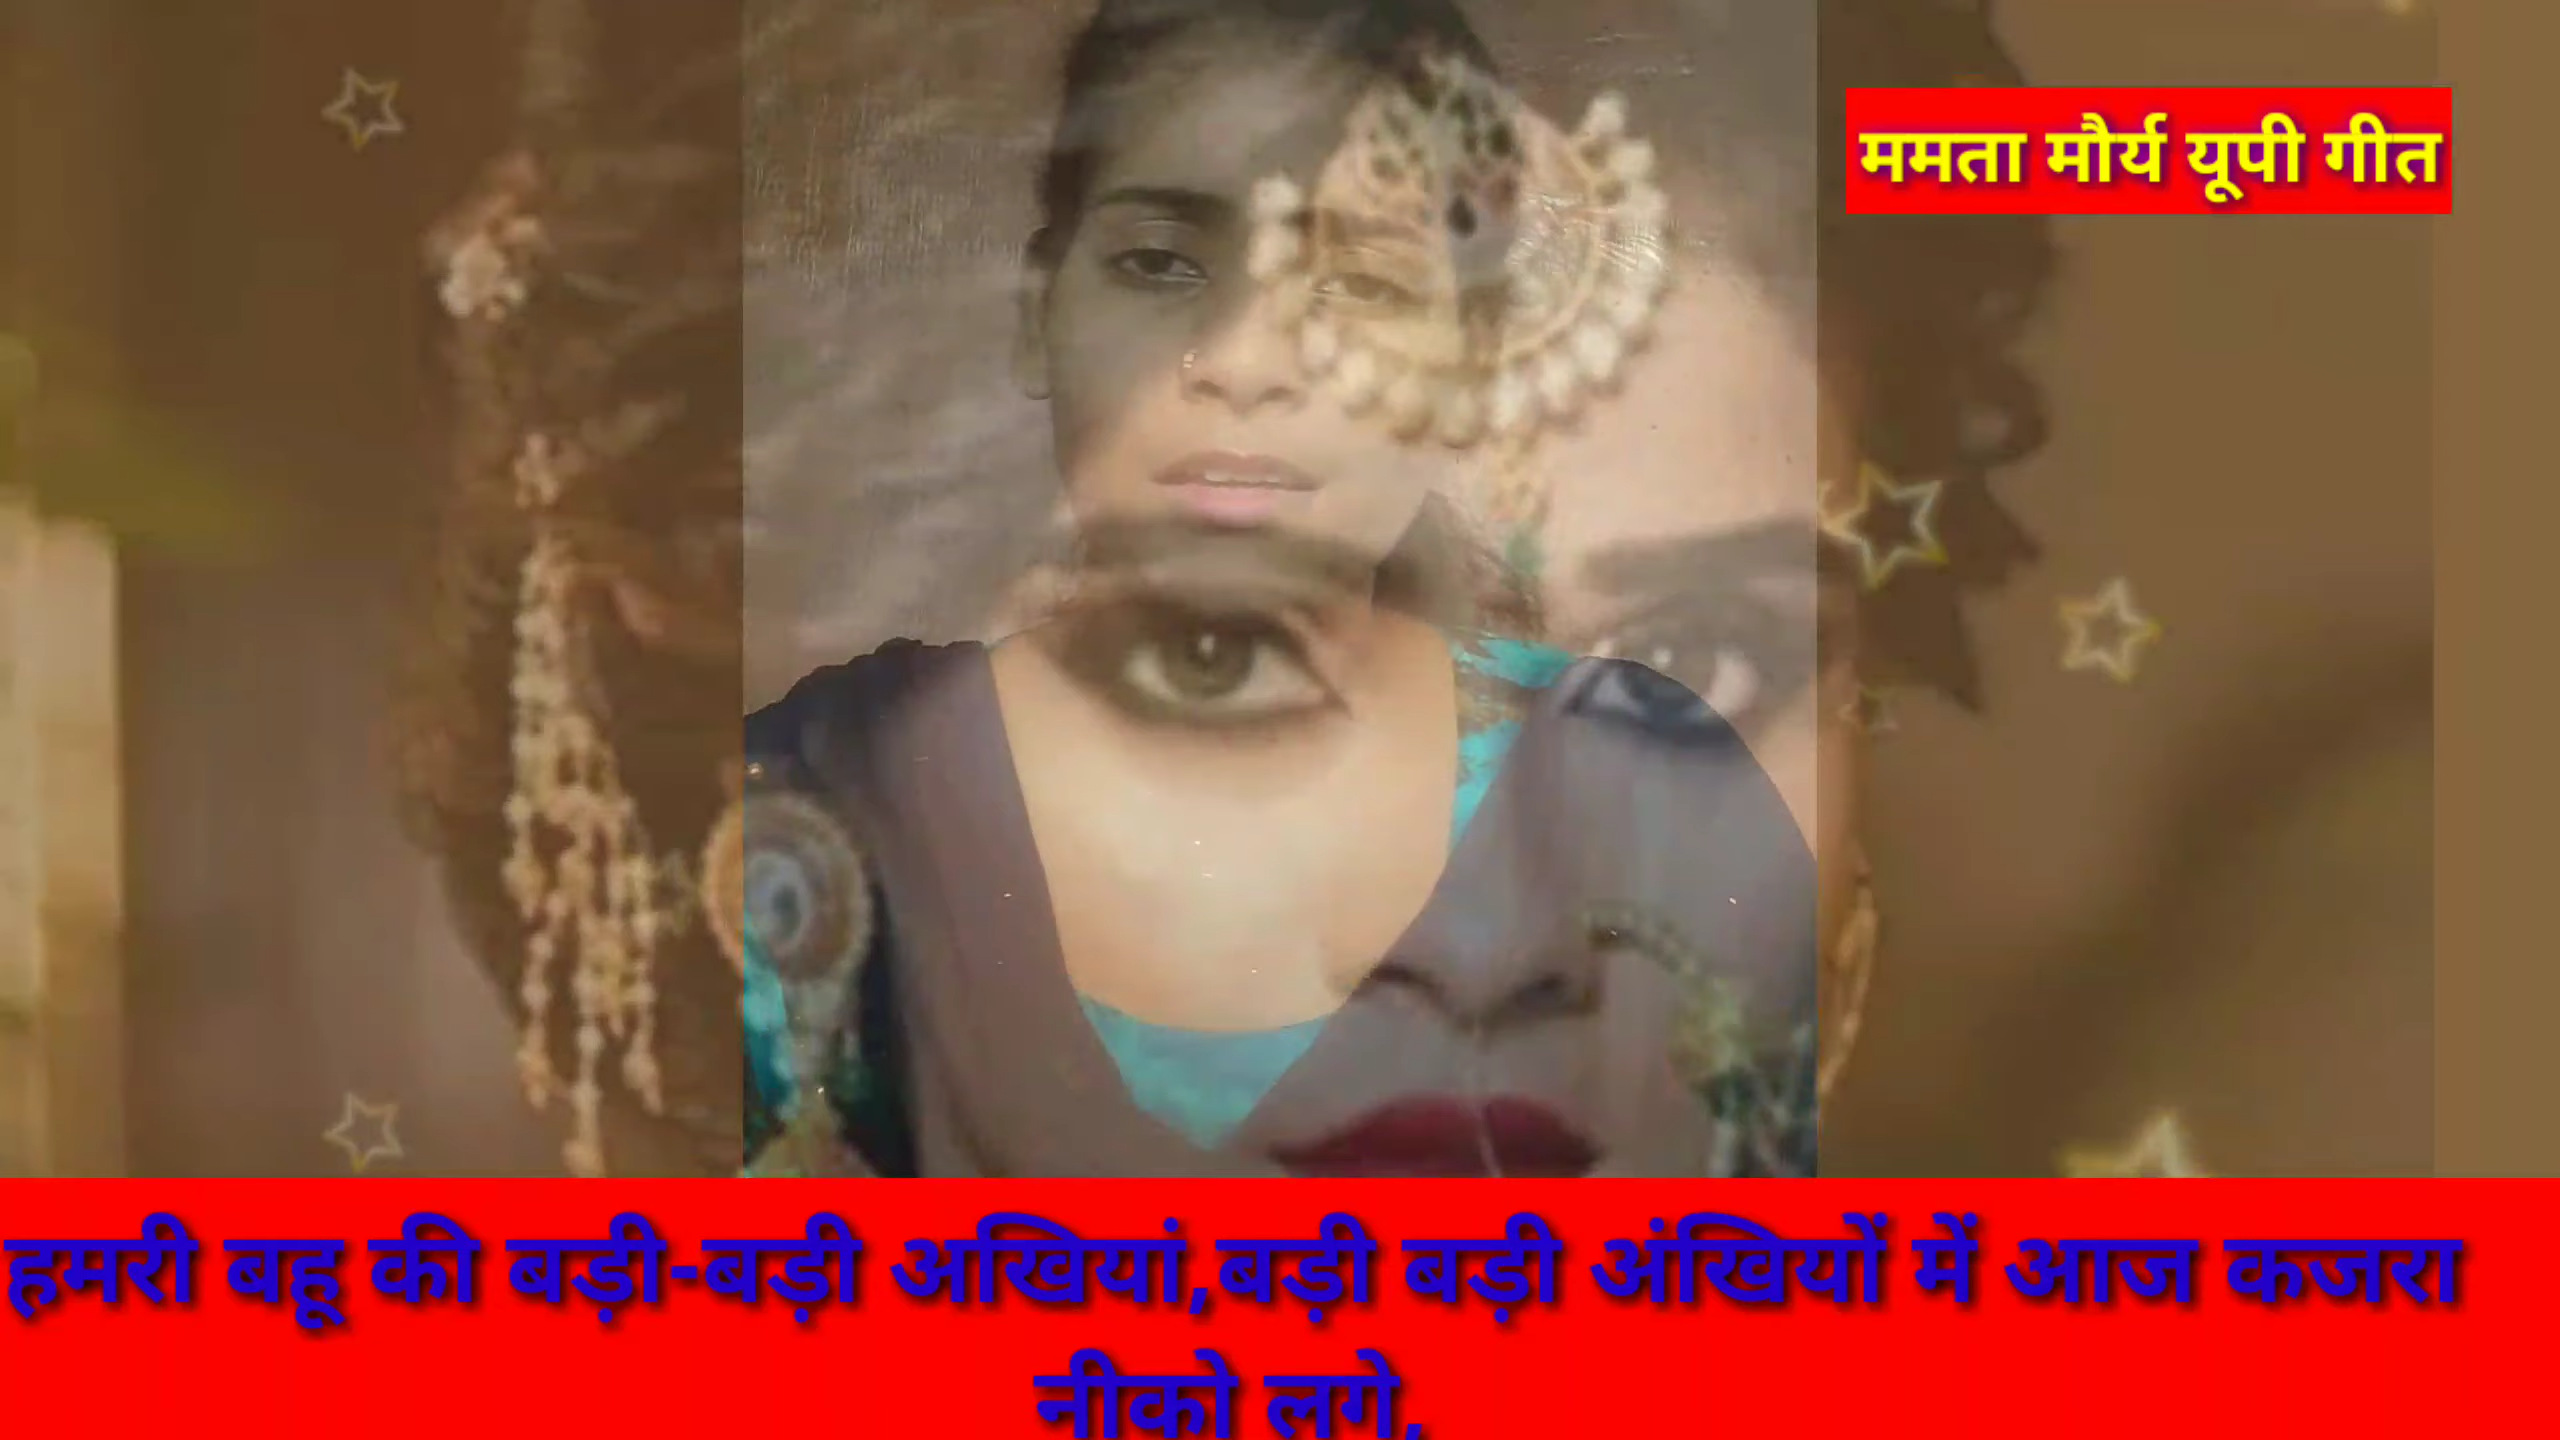 ममता मौर्य यूपी गीत
हमरी बहू की बड़ी-बड़ी अखियां,बड़ी बड़ी अंखियों में आज कजरा
नीको लगे,